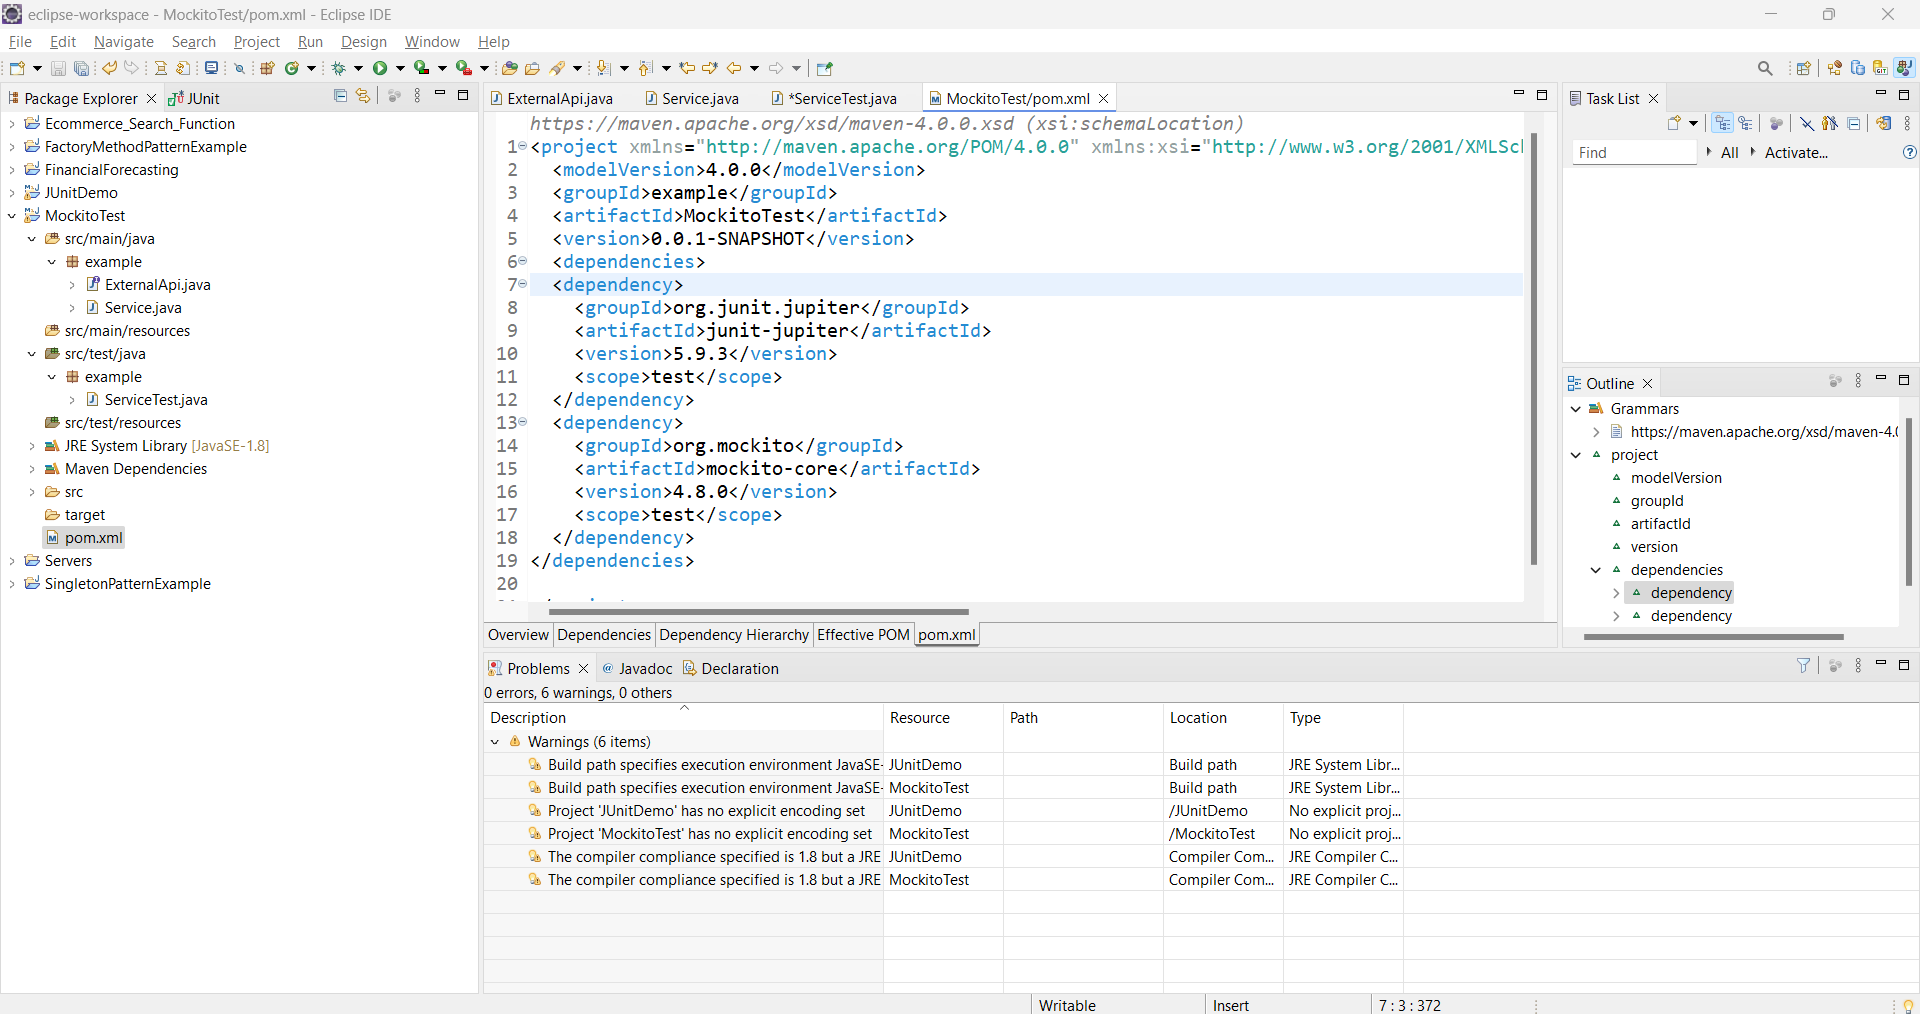 eclipse-workspace - MockitoTest/pom.xml - Eclipse IDE
File Edit Navigate Search Project Run Design Window Help
Package Explorer
JUnit
Ecommerce_Search_Function
FactoryMethodPatternExample
FinancialForecasting
JUnitDemo
MockitoTest
src/main/java
example
ExternalApi.java
Service.java
src/main/resources
src/test/java
example
ServiceTest.java
src/test/resources
JRE System Library [JavaSE-1.8]
Maven Dependencies
src
target
pom.xml
Servers
SingletonPatternExample
ExternalApi.java Service.java *ServiceTest.java MockitoTest/pom.xml
https://maven.apache.org/xsd/maven-4.0.0.xsd (xsi:schemaLocation)
1 <project xmlns="http://maven.apache.org/POM/4.0.0" xmlns:xsi="http://www.w3.org/2001/XMLScl
2 <modelVersion>4.0.0</modelVersion>
3 <groupId>example</groupId>
4 <artifactId>MockitoTest</artifactId>
5 <version>0.0.1-SNAPSHOT</version>
6 <dependencies>
7 <dependency>
8 <groupId>org.junit.jupiter</groupId>
9 <artifactId>junit-jupiter</artifactId>
10 <version>5.9.3</version>
11 <scope>test</scope>
12 </dependency>
13 <dependency>
14 <groupId>org.mockito</groupId>
15 <artifactId>mockito-core</artifactId>
16 <version>4.8.0</version>
17 <scope>test</scope>
18 </dependency>
19 </dependencies>
20
Overview Dependencies Dependency Hierarchy Effective POM pom.xml
Task List
Find All Activate...
Outline
Grammars
https://maven.apache.org/xsd/maven-4.(
project
modelVersion
groupId
artifactId
version
dependencies
dependency
dependency
Problems Javadoc Declaration
0 errors, 6 warnings, 0 others
Description Resource Path Location Type
Warnings (6 items)
Build path specifies execution environment JavaSE- JUnitDemo Build path JRE System Libr...
Build path specifies execution environment JavaSE- MockitoTest Build path JRE System Libr...
Project 'JUnitDemo' has no explicit encoding set JUnitDemo /JUnitDemo No explicit proj...
Project 'MockitoTest' has no explicit encoding set MockitoTest /MockitoTest No explicit proj...
The compiler compliance specified is 1.8 but a JRE JUnitDemo Compiler Com... JRE Compiler C...
The compiler compliance specified is 1.8 but a JRE MockitoTest Compiler Com... JRE Compiler C...
Writable Insert 7 : 3 : 372